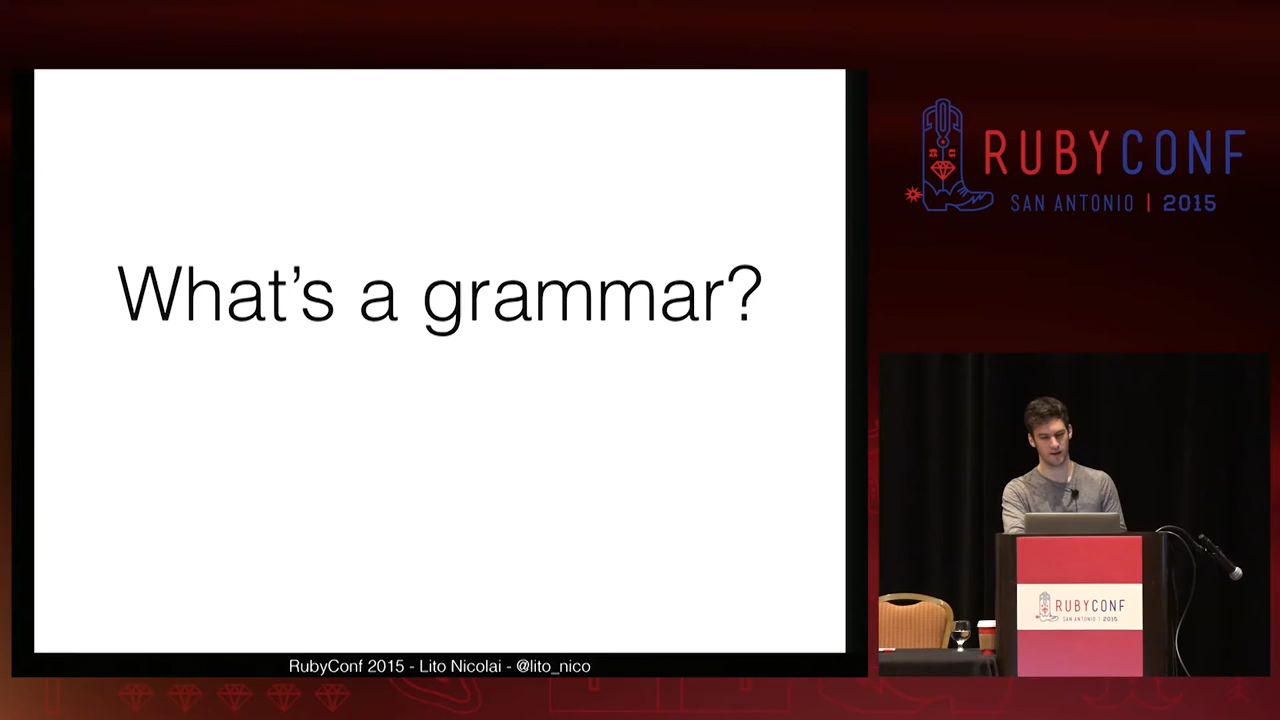 What's a grammar?
RubyConf 2015 - Lito Nicolai - @lito_nico
RUBYCONF
SAN ANTONIO | 2015
RUBYCONF
SAN ANTONIO | 2015